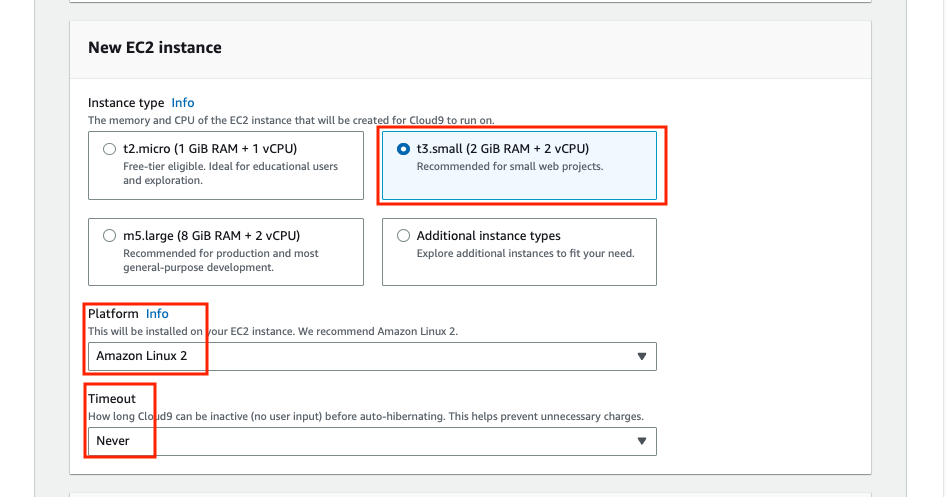 New EC2 instance
Instance type Info
The memory and CPU of the EC2 instance that will be created for Cloud9 to run on.
t2.micro (1 GiB RAM + 1 vCPU)
Free-tier eligible. Ideal for educational users
and exploration.
t3.small (2 GiB RAM + 2 vCPU)
Recommended for small web projects.
m5.large (8 GiB RAM + 2 vCPU)
Recommended for production and most
general-purpose development.
Additional instance types
Explore additional instances to fit your need.
Platform Info
This will be installed on your EC2 instance. We recommend Amazon Linux 2.
Amazon Linux 2
Timeout
How long Cloud9 can be inactive (no user input) before auto-hibernating. This helps prevent unnecessary charges.
Never